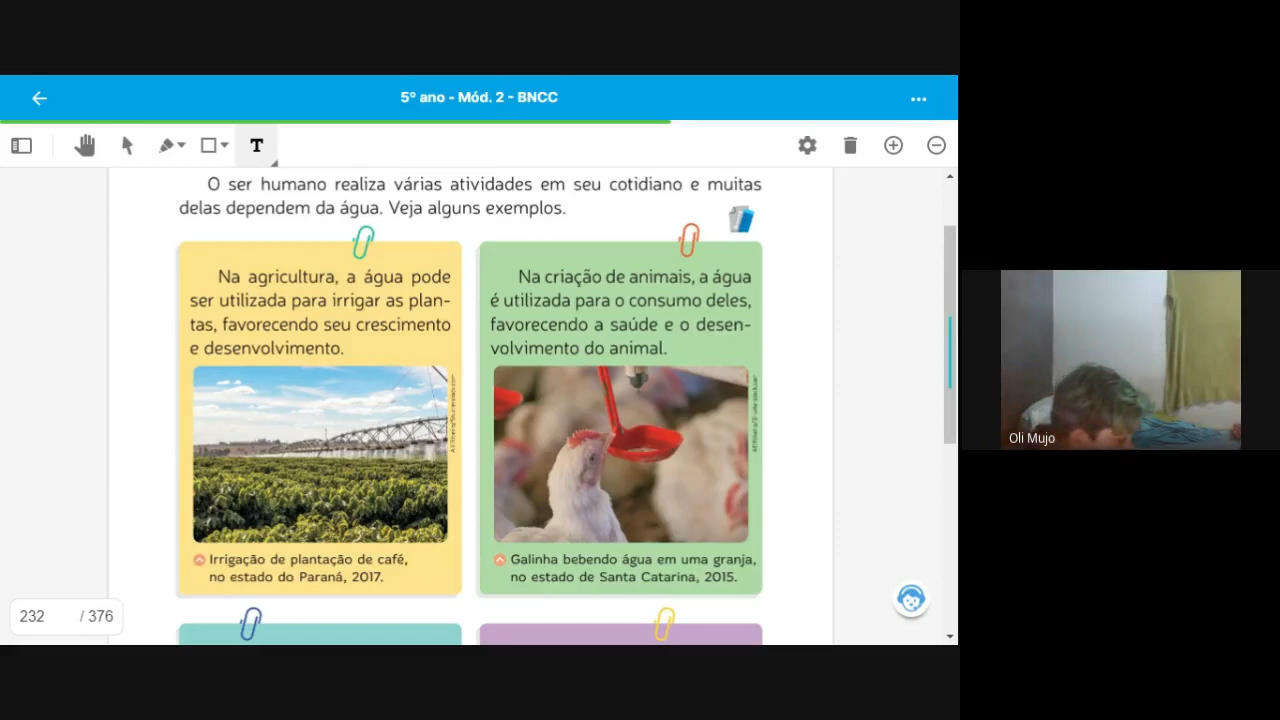 5º ano - Mód. 2 - BNCC
T
O ser humano realiza várias atividades em seu cotidiano e muitas
delas dependem da água. Veja alguns exemplos.
Na agricultura, a água pode
ser utilizada para irrigar as plan-
tas, favorecendo seu crescimento
e desenvolvimento.
Irrigação de plantação de café,
no estado do Paraná, 2017.
Na criação de animais, a água
é utilizada para o consumo deles,
favorecendo a saúde e o desen-
volvimento do animal.
Galinha bebendo água em uma granja,
no estado de Santa Catarina, 2015.
232 / 376
Oli Mujo